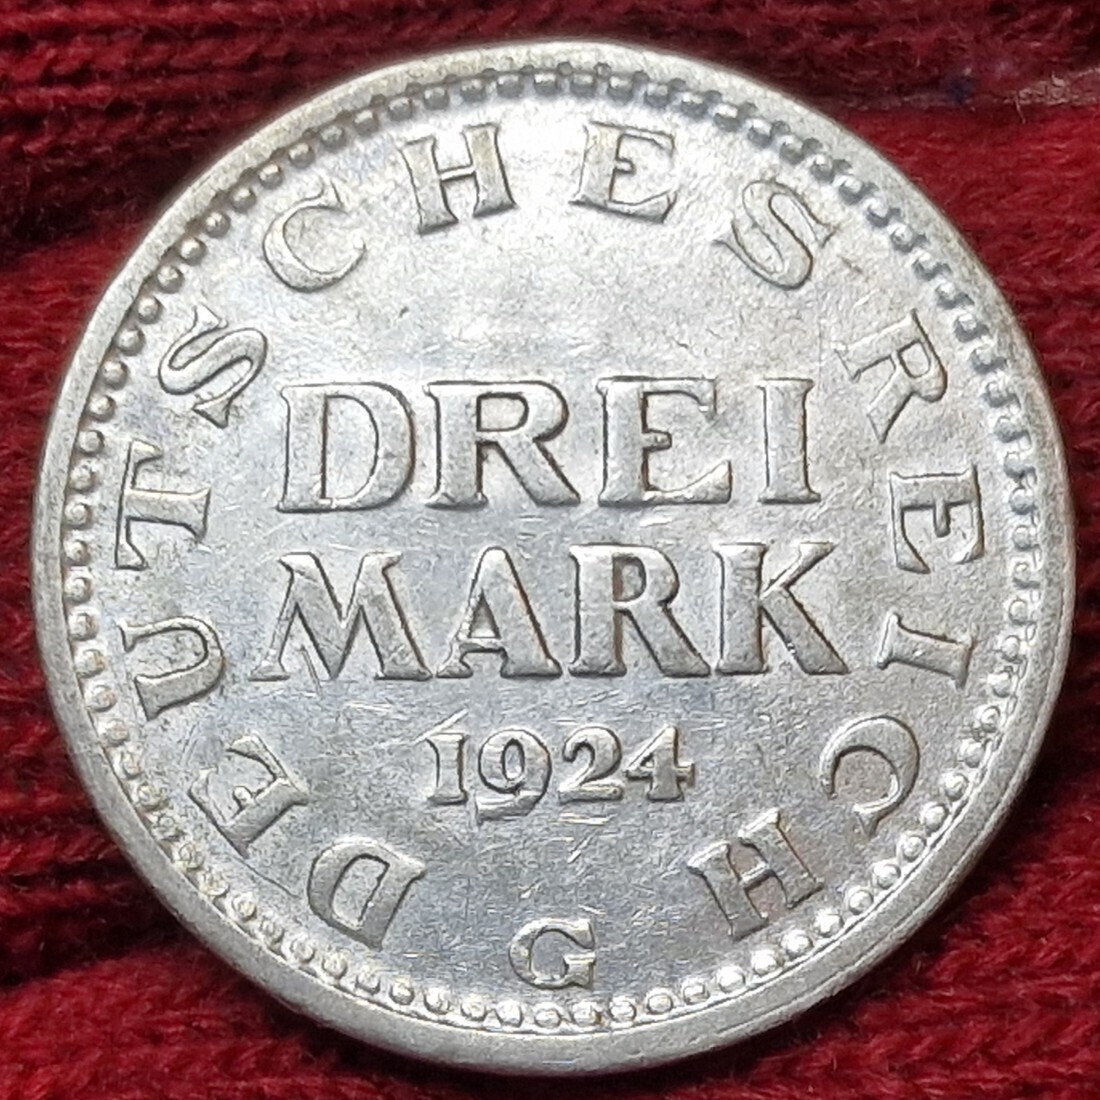 DEUTSCHES REICH
DREI
MARK
1924
G